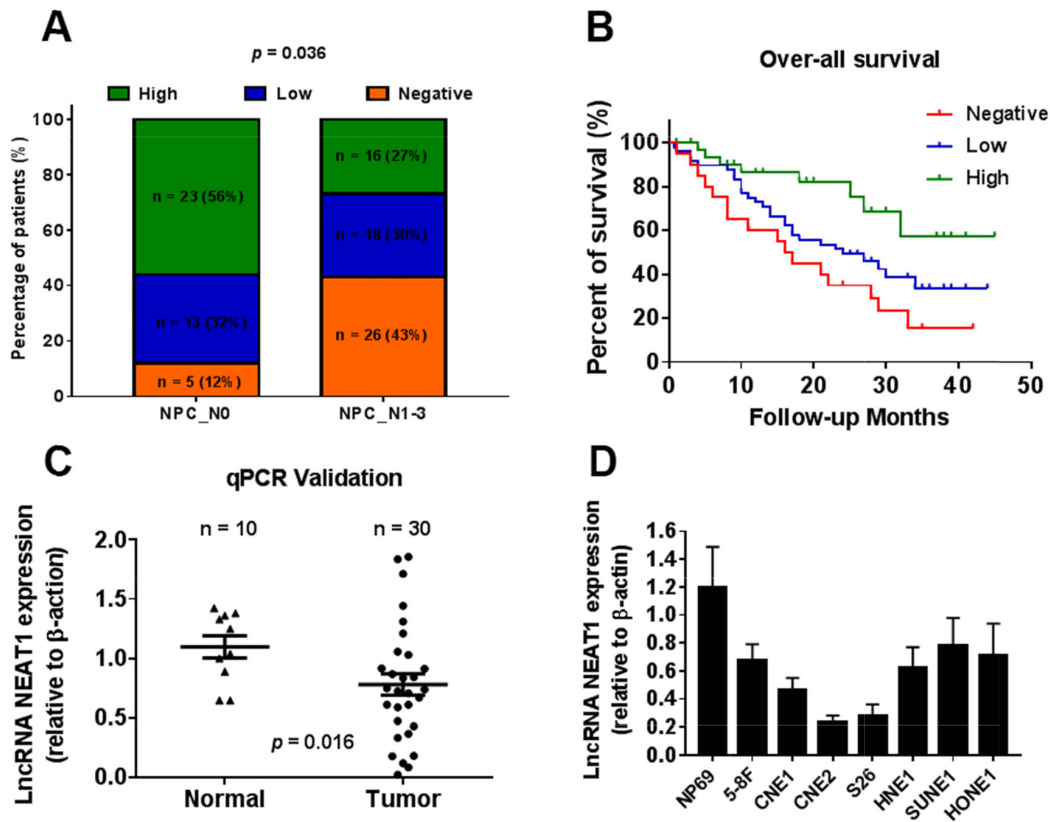 A
p = 0.036
High Low Negative
Percentage of patients (%)
100
80
60
40
20
0
n = 23 (56%)
n = 13 (32%)
n = 5 (12%)
n = 16 (27%)
n = 18 (30%)
n = 26 (43%)
NPC_N0 NPC_N1-3
B
Over-all survival
Negative
Low
High
Percent of survival (%)
100
80
60
40
20
0
0 10 20 30 40 50
Follow-up Months
C
qPCR Validation
n = 10 n = 30
LncRNA NEAT1 expression
(relative to β-action)
2.0
1.5
1.0
0.5
0.0
p = 0.016
Normal Tumor
D
LncRNA NEAT1 expression
(relative to β-actin)
1.6
1.4
1.2
1.0
0.8
0.6
0.4
0.2
0.0
NP69 5-8F CNE1 CNE2 S26 HNE1 SUNE1 HONE1